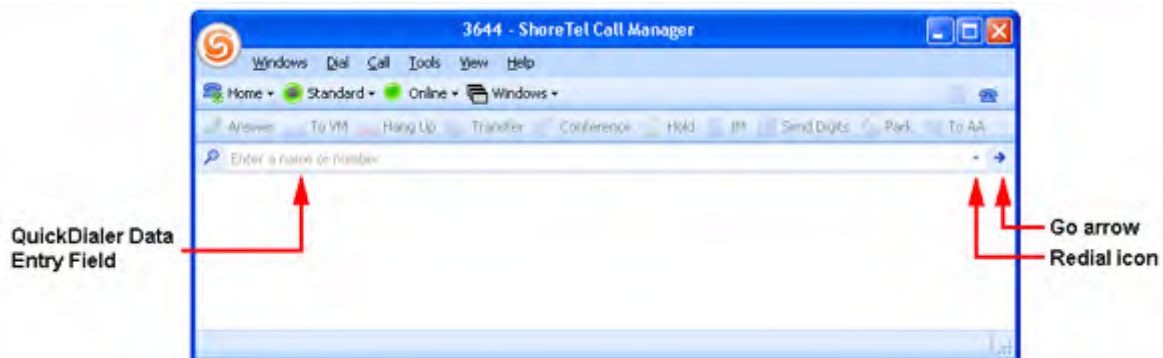 3644 - ShoreTel Call Manager
Windows Dial Call Tools View Help
Home Standard Online Windows
Answer To VM Hang Up Transfer Conference Hold IM Send Digits Park To AA
Enter a name or number
QuickDialer Data
Entry Field
Go arrow
Redial icon